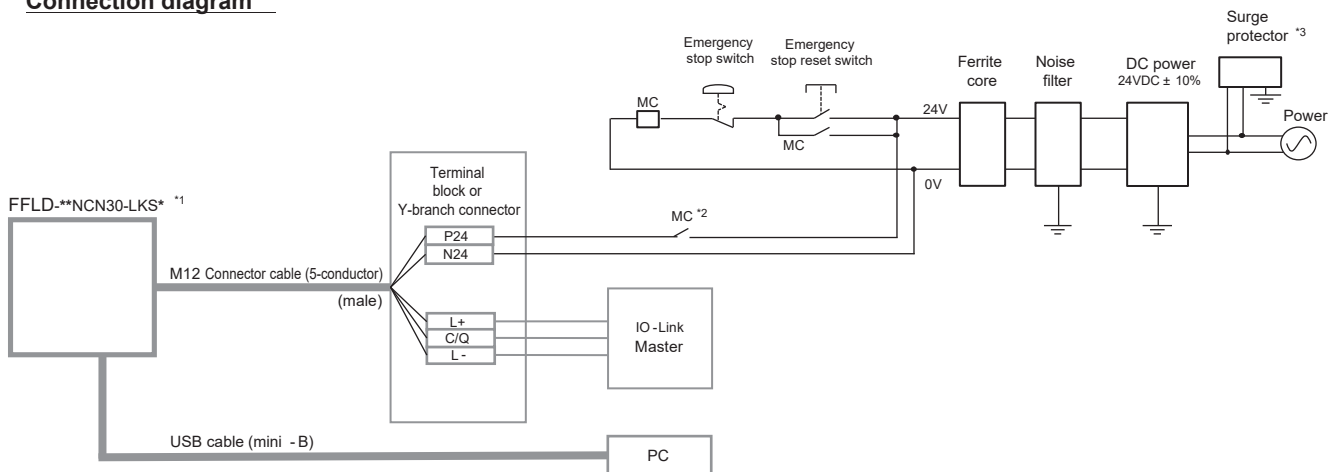 Connection diagram
Surge
protector *3
Emergency
stop switch
Emergency
stop reset switch
Ferrite
core
Noise
filter
DC power
24VDC ± 10%
MC
24V
Power
MC
0V
Terminal
block or
Y-branch connector
FFLD-**NCN30-LKS* *1
MC *2
P24
N24
M12 Connector cable (5-conductor)
(male)
L+
C/Q
L -
IO -Link
Master
USB cable (mini - B)
PC